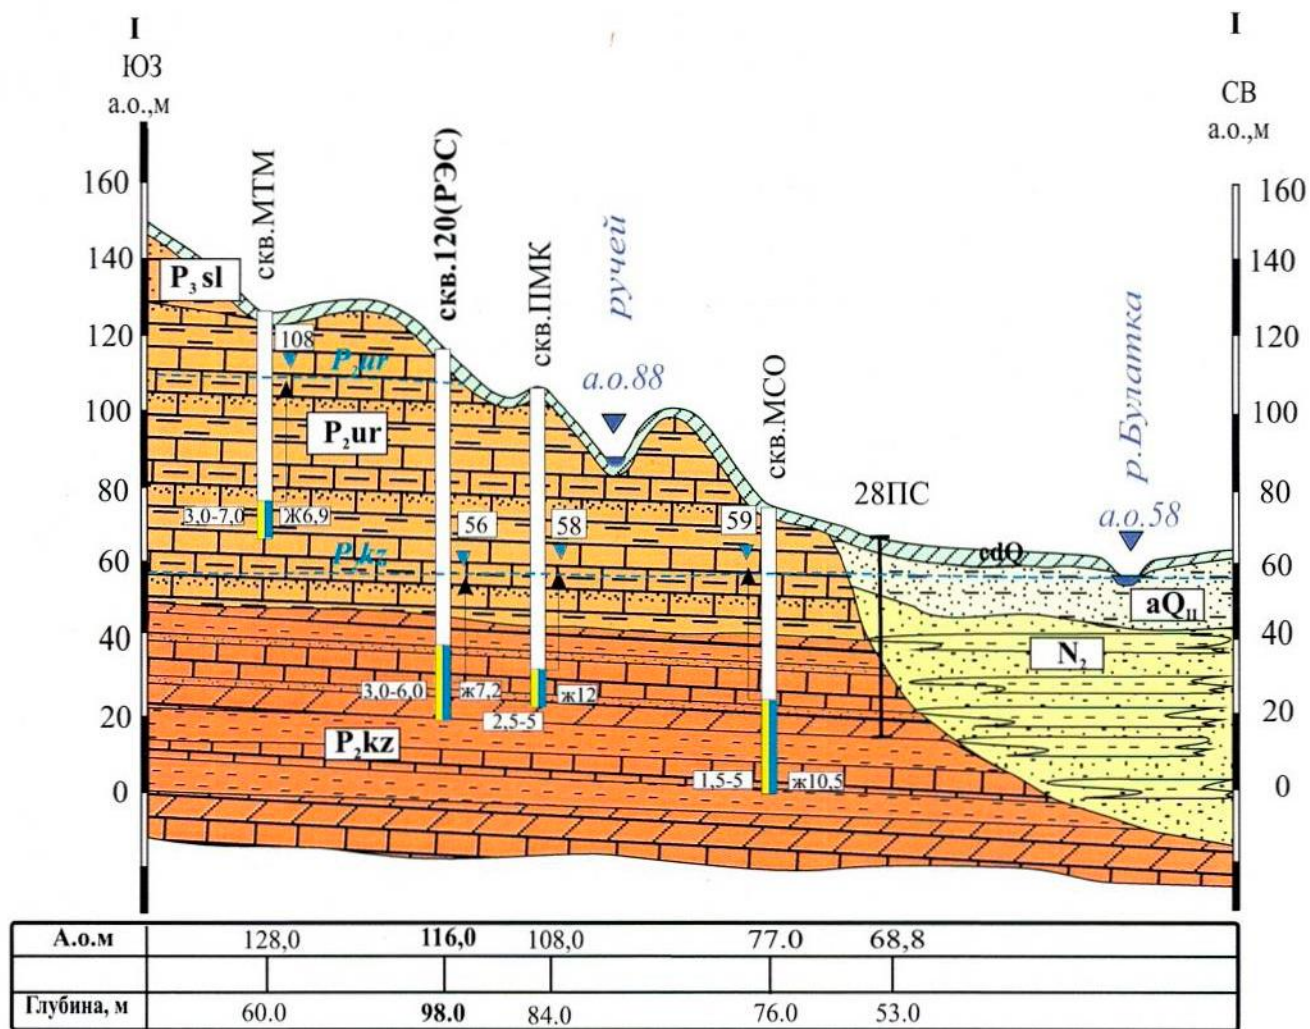 I
I
ЮЗ
СВ
а.о.,м
а.о.,м
160
140
120
100
80
60
40
20
0
160
140
120
100
80
60
40
20
0
скв.МТМ
скв.120(РЭС)
скв.ПМК
ручей
а.о.88
скв.МСО
28ПС
р.Булатка
а.о.58
P₃sl
108
P₂ur
P₂ur
3,0-7,0
Ж6,9
56
58
59
P₂kz
cdQ
aQ_II
N₂
3,0-6,0
ж7,2
ж12
2,5-5
P₂kz
1,5-5
ж10,5
А.о.м 128,0 116,0 108,0 77.0 68,8
Глубина, м 60.0 98.0 84.0 76.0 53.0